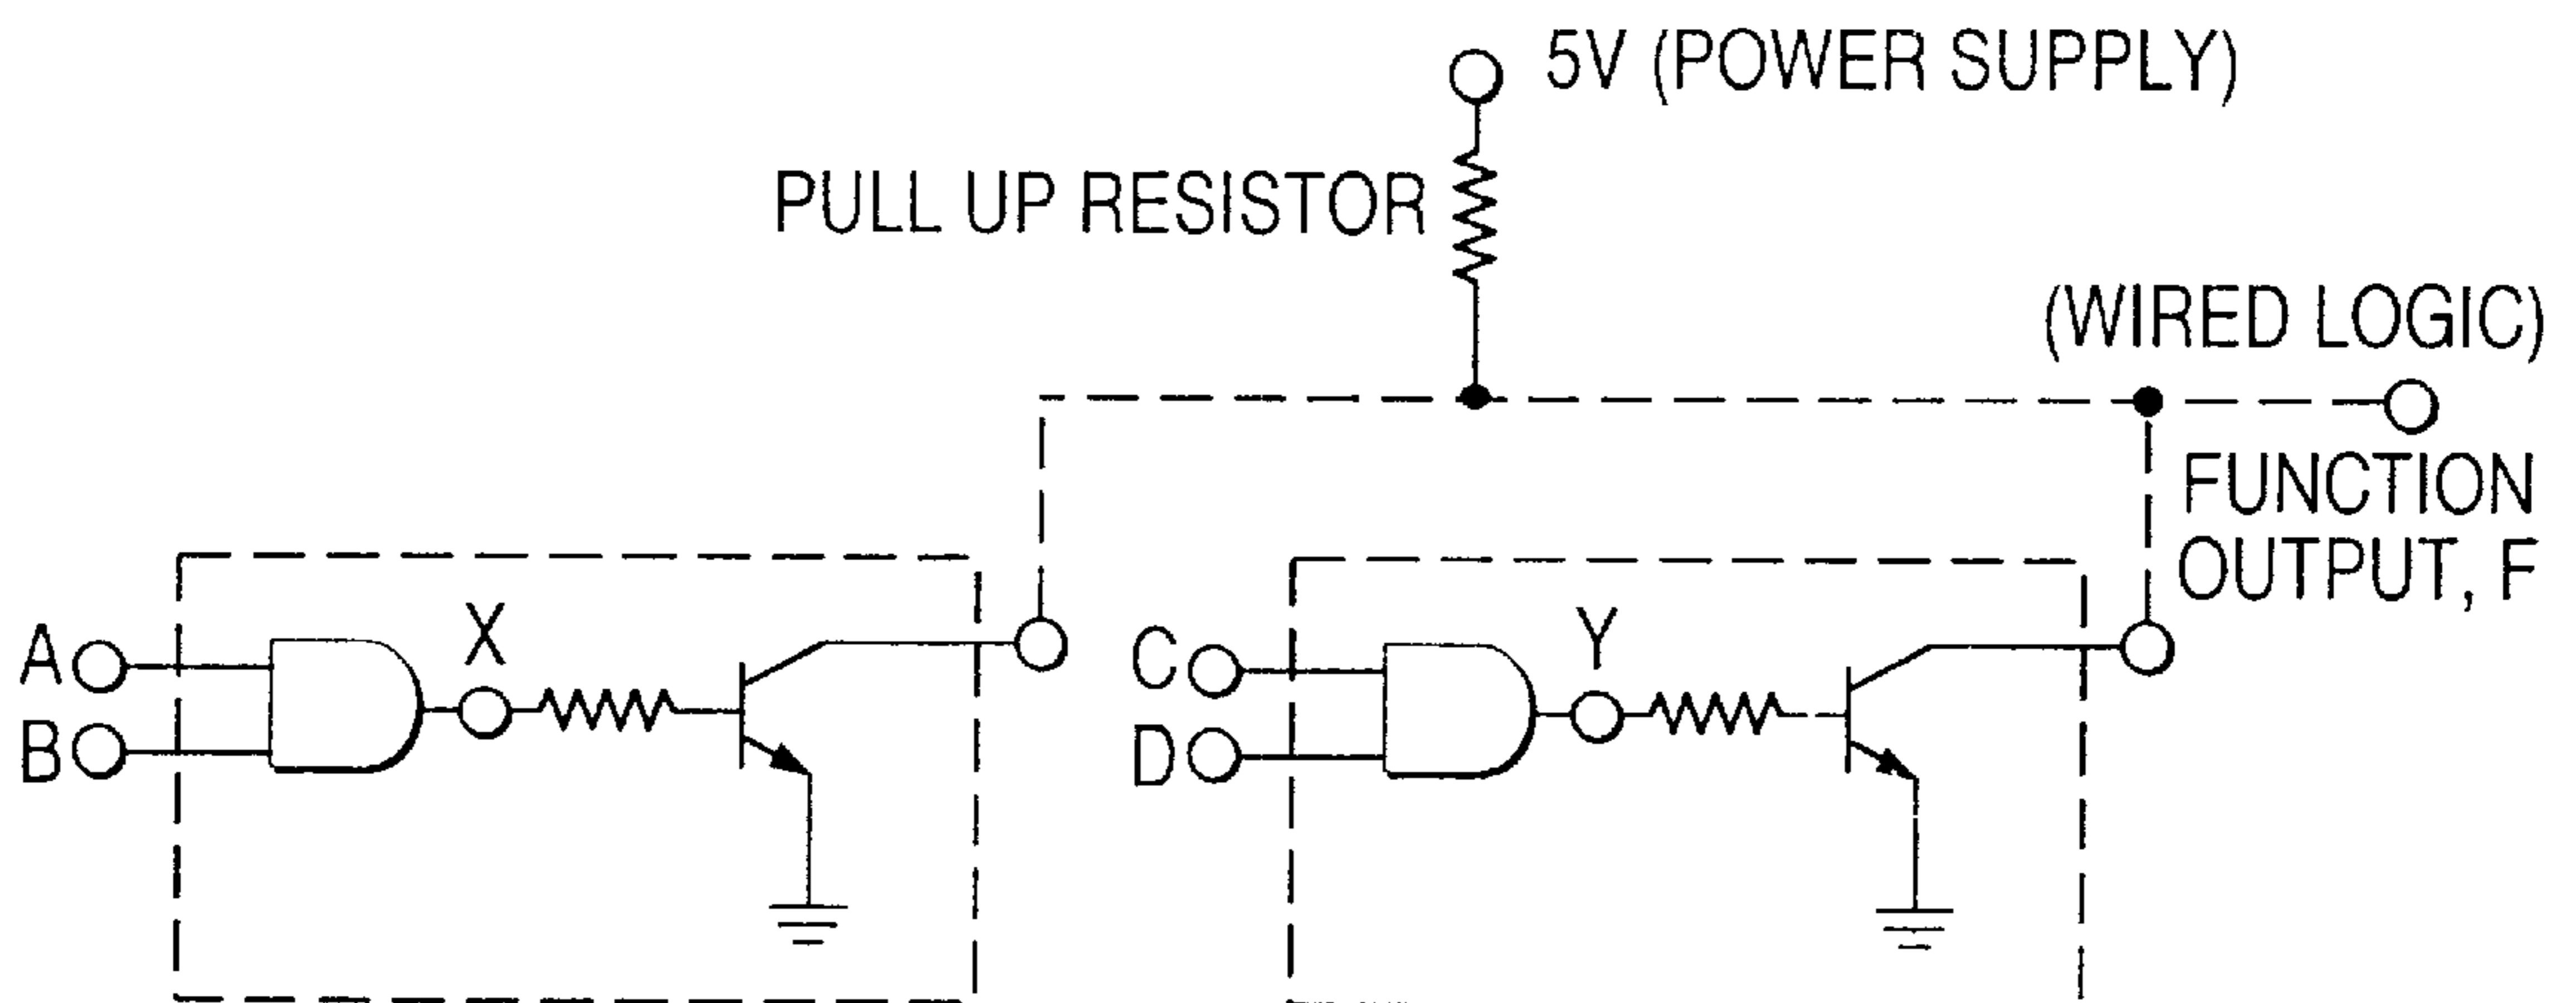 5V (POWER SUPPLY)
PULL UP RESISTOR
(WIRED LOGIC)
FUNCTION
OUTPUT, F
A
X
B
C
Y
D